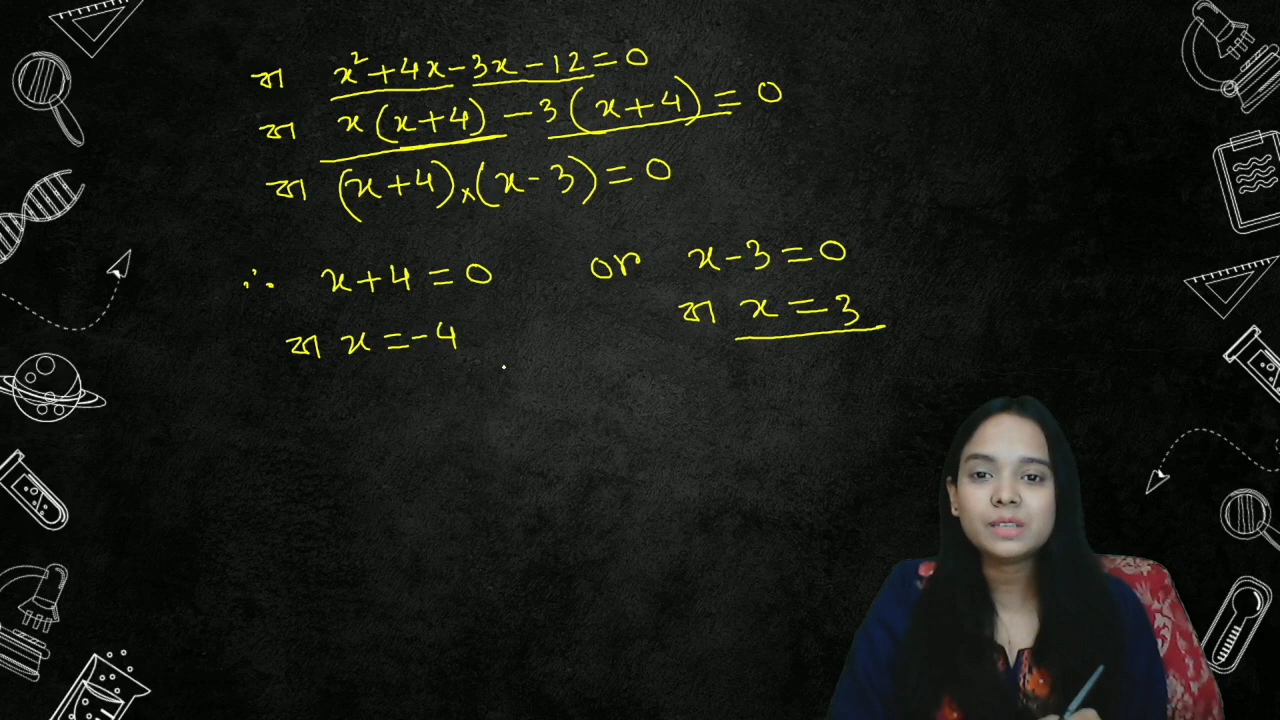 বা x²+4x-3x-12=0
বা x(x+4)-3(x+4)=0
বা (x+4)×(x-3)=0
∴ x+4=0 or x-3=0
বা x=-4 বা x=3